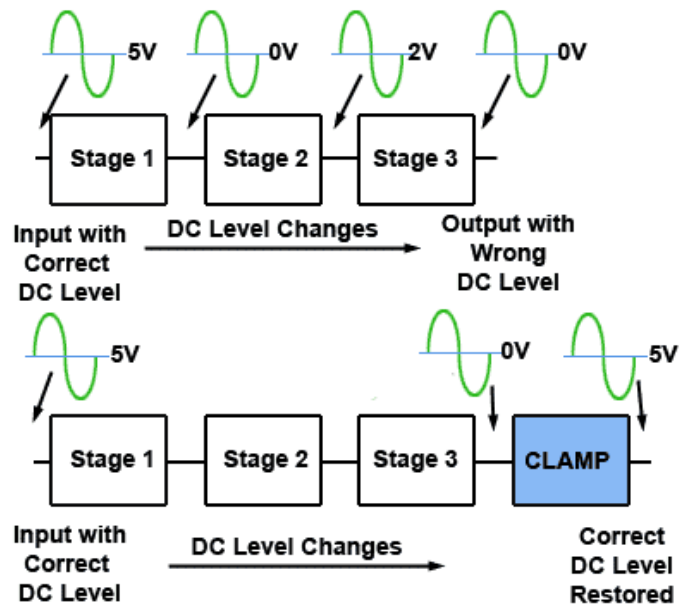 5V
0V
2V
0V
Stage 1
Stage 2
Stage 3
Input with
Correct
DC Level
DC Level Changes
Output with
Wrong
DC Level
5V
0V
5V
Stage 1
Stage 2
Stage 3
CLAMP
Input with
Correct
DC Level
DC Level Changes
Correct
DC Level
Restored